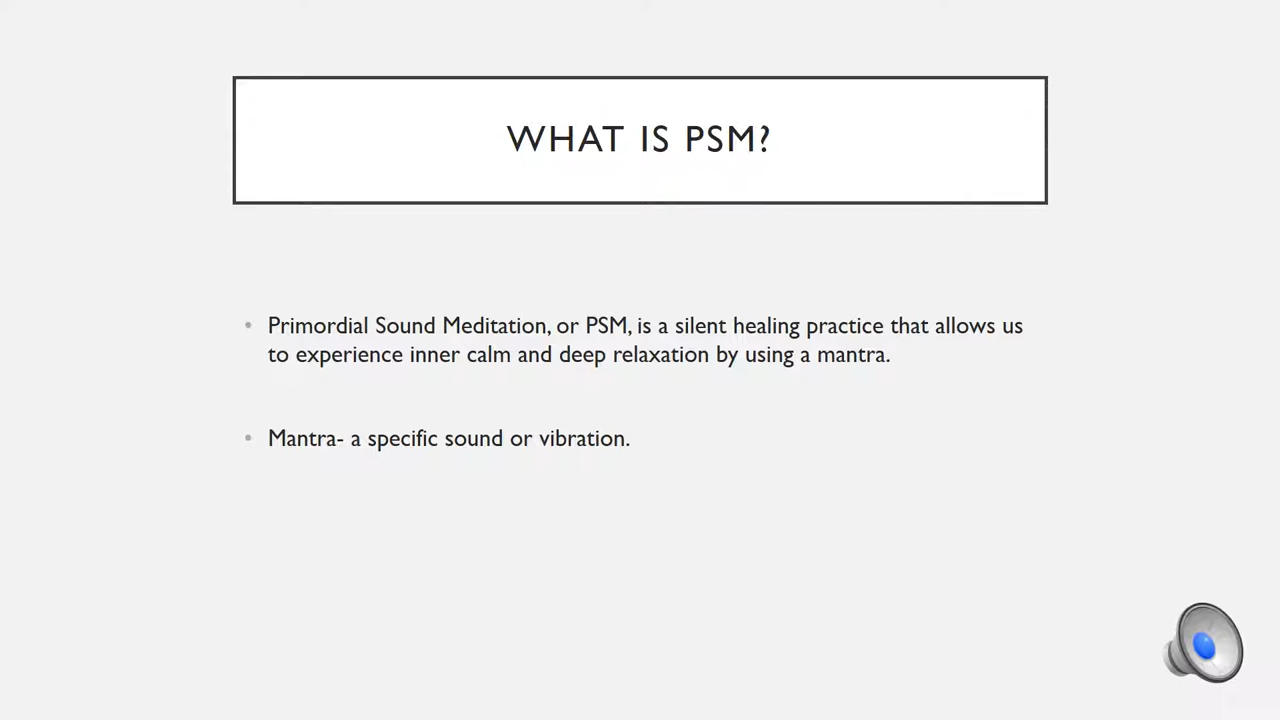 WHAT IS PSM?
• Primordial Sound Meditation, or PSM, is a silent healing practice that allows us
to experience inner calm and deep relaxation by using a mantra.
• Mantra- a specific sound or vibration.